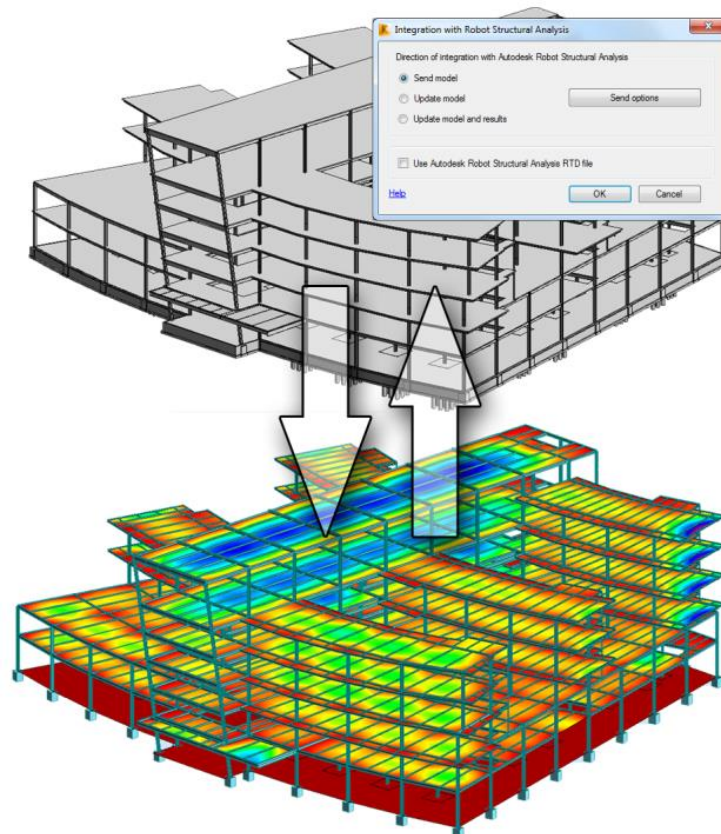 Integration with Robot Structural Analysis
Direction of integration with Autodesk Robot Structural Analysis
Send model
Update model
Send options
Update model and results
Use Autodesk Robot Structural Analysis RTD file
Help
OK
Cancel